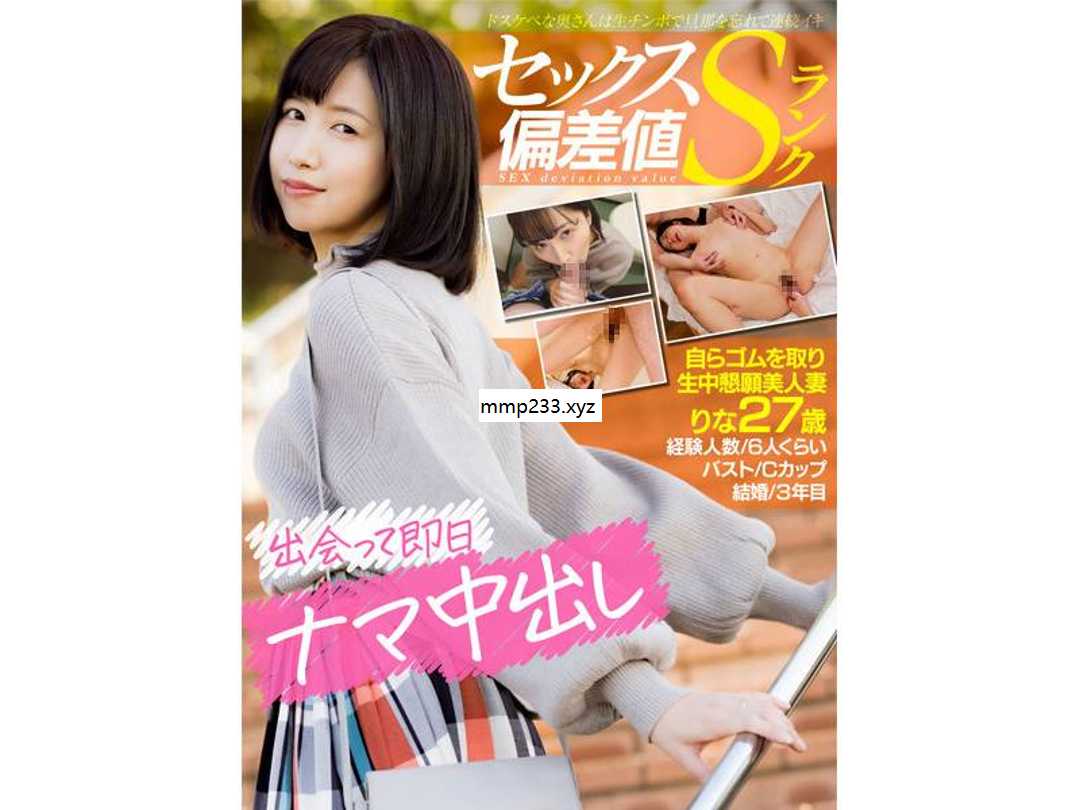 ドスケベな奥さんは生チンポで旦那を忘れて連続イキ
セックス
偏差値
Sランク
SEX deviation value
自らゴムを取り
生中懇願美人妻
りな27歳
経験人数/6人くらい
バスト/Cカップ
結婚/3年目
mmp233.xyz
出会って即日
ナマ中出し